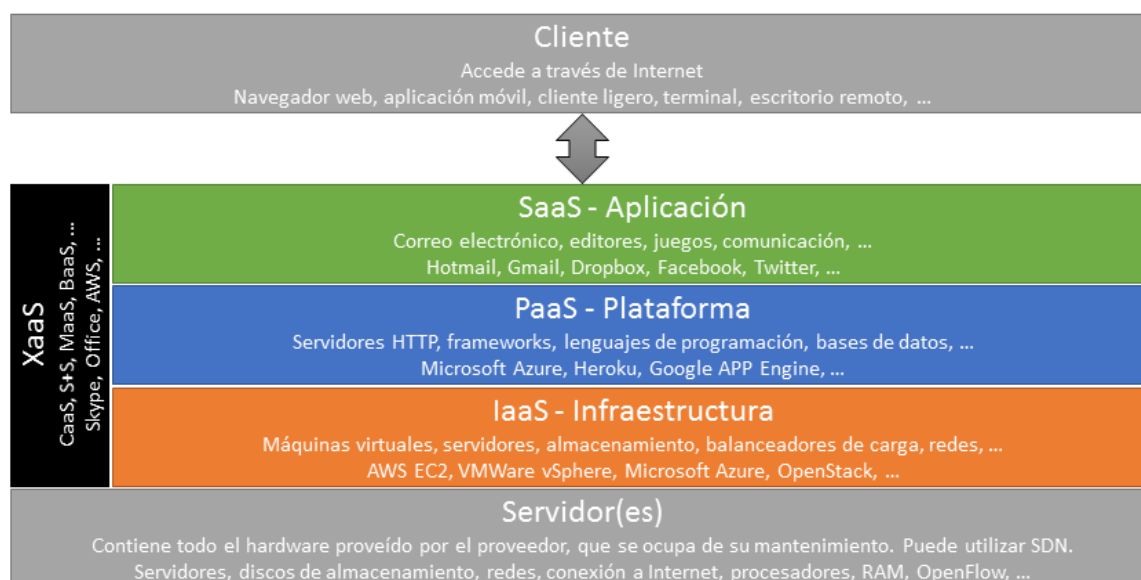 Cliente
Accede a través de Internet
Navegador web, aplicación móvil, cliente ligero, terminal, escritorio remoto, ...
XaaS
CaaS, S+S, MaaS, BaaS, ...
Skype, Office, AWS, ...
SaaS - Aplicación
Correo electrónico, editores, juegos, comunicación, ...
Hotmail, Gmail, Dropbox, Facebook, Twitter, ...
PaaS - Plataforma
Servidores HTTP, frameworks, lenguajes de programación, bases de datos, ...
Microsoft Azure, Heroku, Google APP Engine, ...
IaaS - Infraestructura
Máquinas virtuales, servidores, almacenamiento, balanceadores de carga, redes, ...
AWS EC2, VMWare vSphere, Microsoft Azure, OpenStack, ...
Servidor(es)
Contiene todo el hardware proveído por el proveedor, que se ocupa de su mantenimiento. Puede utilizar SDN.
Servidores, discos de almacenamiento, redes, conexión a Internet, procesadores, RAM, OpenFlow, ...